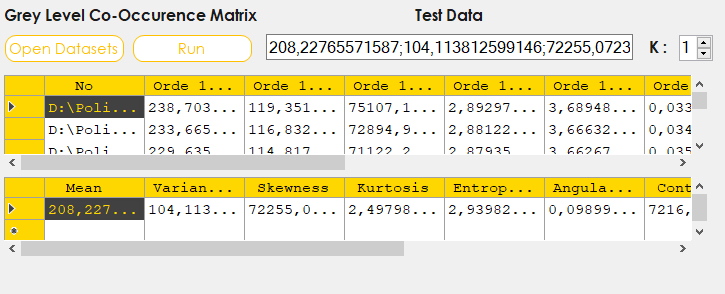 Grey Level Co-Occurence Matrix Test Data
Open Datasets Run 208,22765571587;104,113812599146;72255,0723 K : 1
No Orde 1... Orde 1... Orde 1... Orde 1... Orde 1... Orde
D:\Poli... 238,703... 119,351... 75107,1... 2,89297... 3,68948... 0,033
D:\Poli... 233,665... 116,832... 72894,9... 2,88122... 3,66632... 0,034
D:\Poli 229,635 114,817 71122,2 2,87935 3,66267 0,035
Mean Varian... Skewness Kurtosis Entrop... Angula... Cont
208,227... 104,113... 72255,0... 2,49798... 2,93982... 0,09899... 7216,